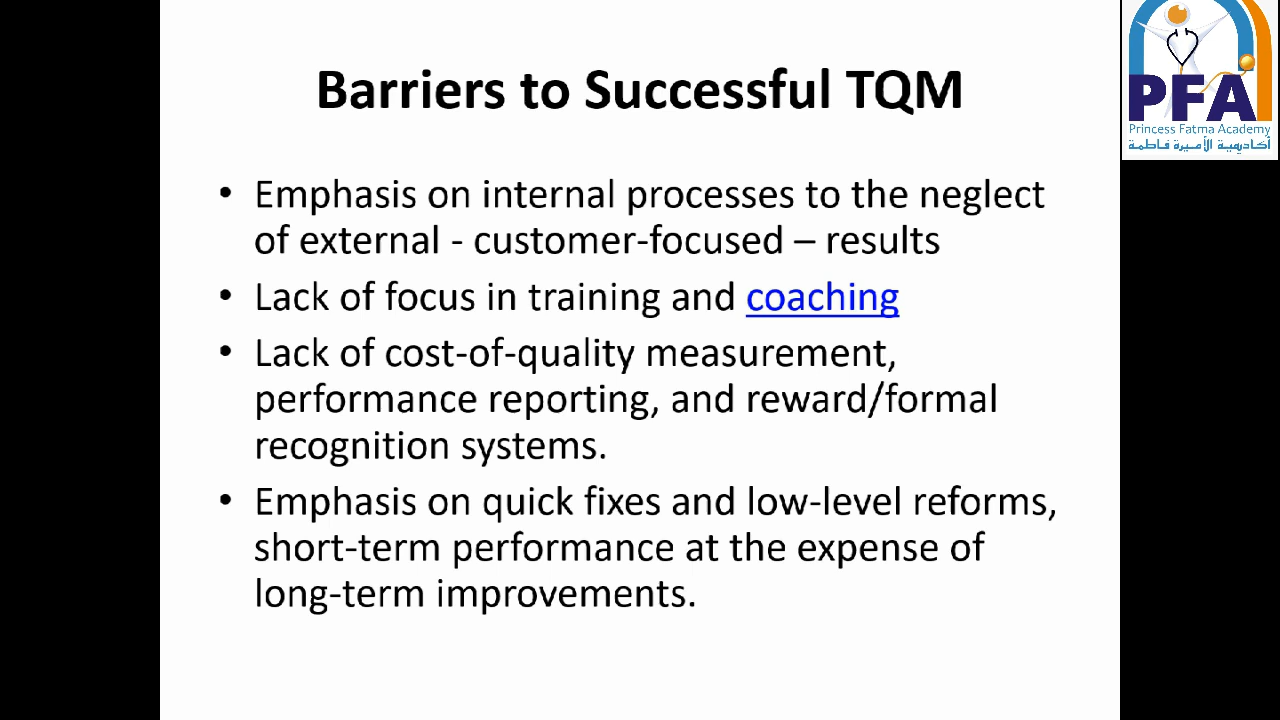 Barriers to Successful TQM
PFA
Princess Fatma Academy
أكاديمية الأميرة فاطمة
• Emphasis on internal processes to the neglect
of external - customer-focused – results
• Lack of focus in training and coaching
• Lack of cost-of-quality measurement,
performance reporting, and reward/formal
recognition systems.
• Emphasis on quick fixes and low-level reforms,
short-term performance at the expense of
long-term improvements.